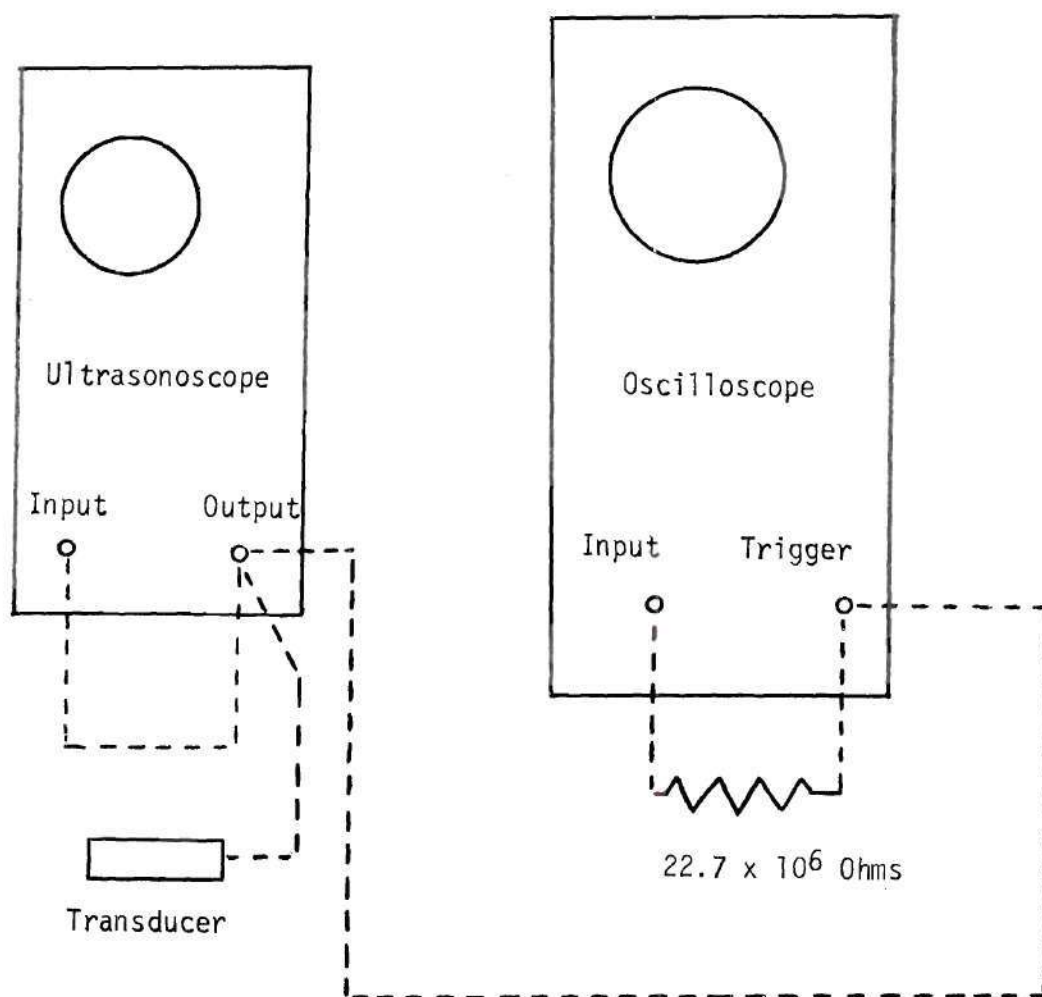 Ultrasonoscope
Input Output
Transducer
Oscilloscope
Input Trigger
22.7 x 10⁶ Ohms